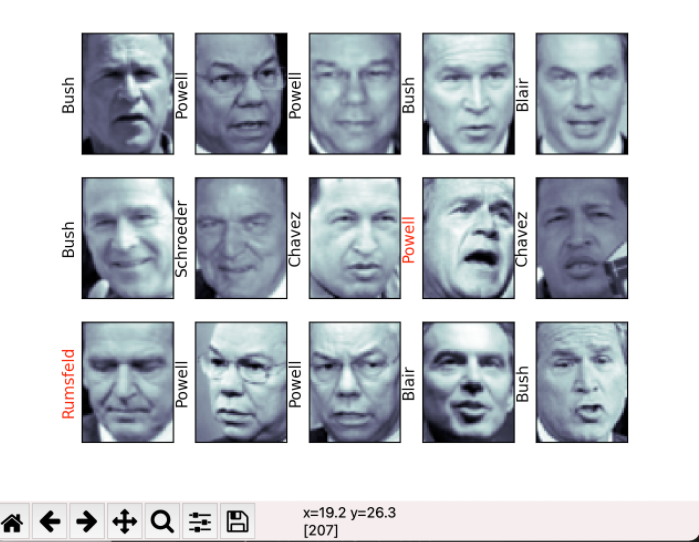 Bush
Powell
Powell
Bush
Blair
Bush
Schroeder
Chavez
Powell
Chavez
Rumsfeld
Powell
Powell
Blair
Bush
x=19.2 y=26.3
[207]